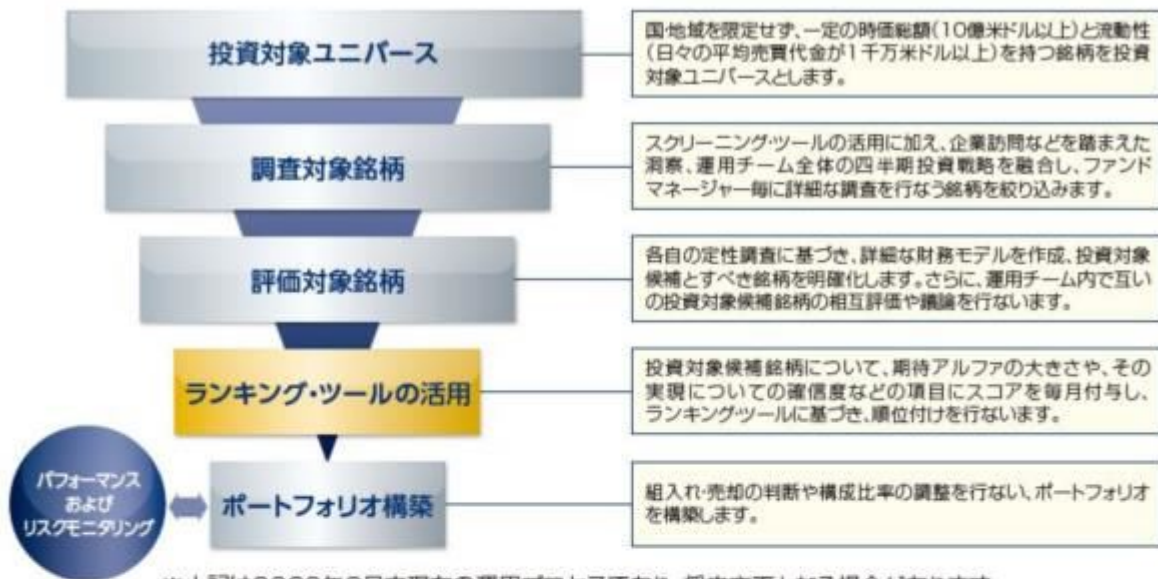 投資対象ユニバース
国・地域を限定せず、一定の時価総額(10億米ドル以上)と流動性
(日々の平均売買代金が1千万米ドル以上)を持つ銘柄を投資
対象ユニバースとします。
調査対象銘柄
スクリーニング・ツールの活用に加え、企業訪問などを踏まえた
洞察、運用チーム全体の四半期投資戦略を融合し、ファンド
マネージャー毎に詳細な調査を行なう銘柄を絞り込みます。
評価対象銘柄
各自の定性調査に基づき、詳細な財務モデルを作成、投資対象
候補とすべき銘柄を明確化します。さらに、運用チーム内で互い
の投資対象候補銘柄の相互評価や議論を行ないます。
ランキング・ツールの活用
投資対象候補銘柄について、期待アルファの大きさや、その
実現についての確信度などの項目にスコアを毎月付与し、
ランキング・ツールに基づき、順位付けを行ないます。
パフォーマンス
および
リスクモニタリング
ポートフォリオ構築
組入れ・売却の判断や構成比率の調整を行ない、ポートフォリオ
を構築します。